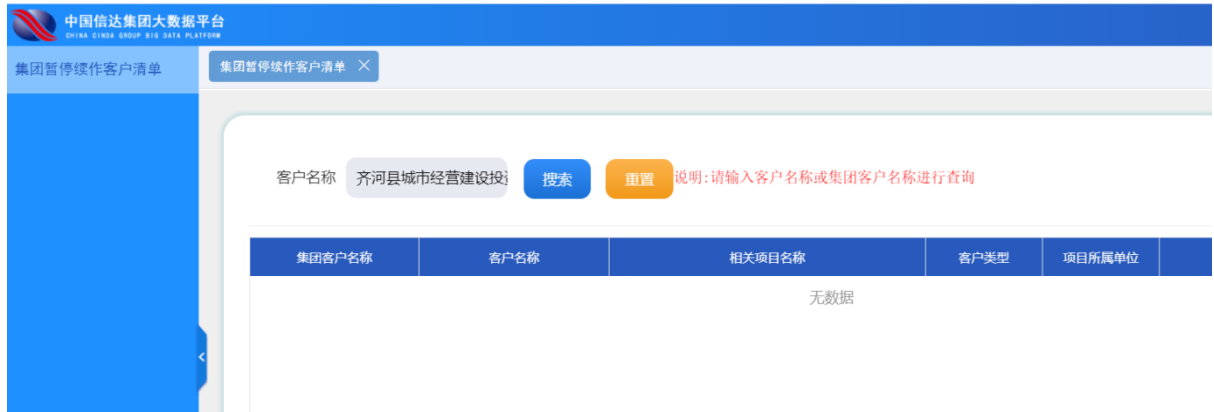 中国信达集团大数据平台
CHINA CINDA GROUP BIG DATA PLATFORM
集团暂停续作客户清单
集团暂停续作客户清单 ×
客户名称 齐河县城市经营建设投 搜索 重置 说明:请输入客户名称或集团客户名称进行查询
集团客户名称 客户名称 相关项目名称 客户类型 项目所属单位
无数据